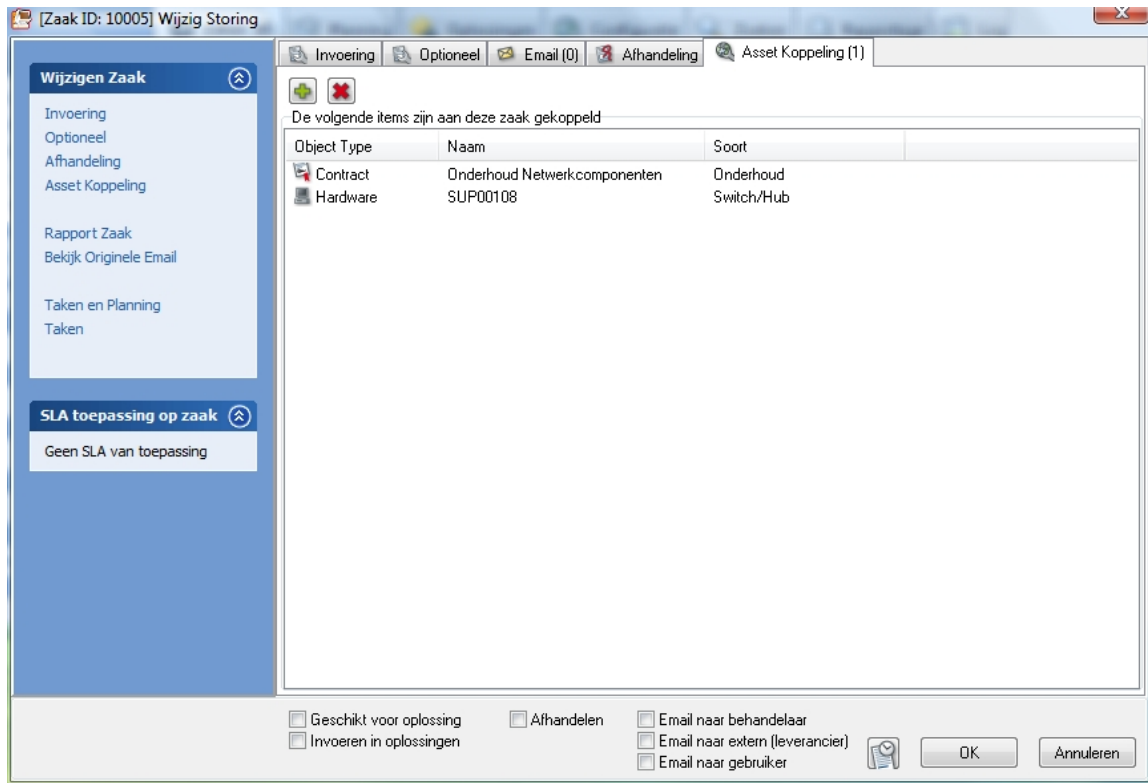 [Zaak ID: 10005] Wijzig Storing
Wijzigen Zaak
Invoering
Optioneel
Afhandeling
Asset Koppeling
Rapport Zaak
Bekijk Originele Email
Taken en Planning
Taken
SLA toepassing op zaak
Geen SLA van toepassing
Invoering Optioneel Email (0) Afhandeling Asset Koppeling (1)
De volgende items zijn aan deze zaak gekoppeld
Object Type Naam Soort
Contract Onderhoud Netwerkcomponenten Onderhoud
Hardware SUP00108 Switch/Hub
Geschikt voor oplossing Afhandelen Email naar behandelaar
Invoeren in oplossingen Email naar extern (leverancier)
Email naar gebruiker
OK Annuleren